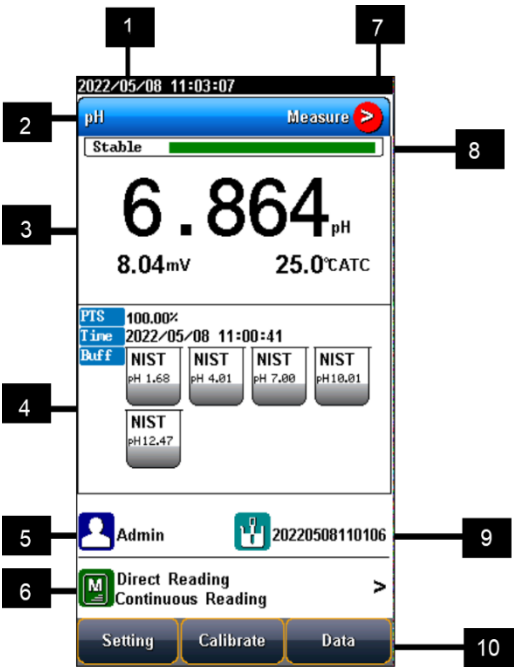 1
7
2022/05/08 11:03:07
2
pH
Measure >
Stable
8
3
6.864pH
8.04mV
25.0℃ATC
PTS 100.00%
Time 2022/05/08 11:00:41
Buff
NIST
pH 1.68
NIST
pH 4.01
NIST
pH 7.00
NIST
pH10.01
4
NIST
pH12.47
5
Admin
20220508110106
9
6
M
Direct Reading
Continuous Reading
>
Setting
Calibrate
Data
10